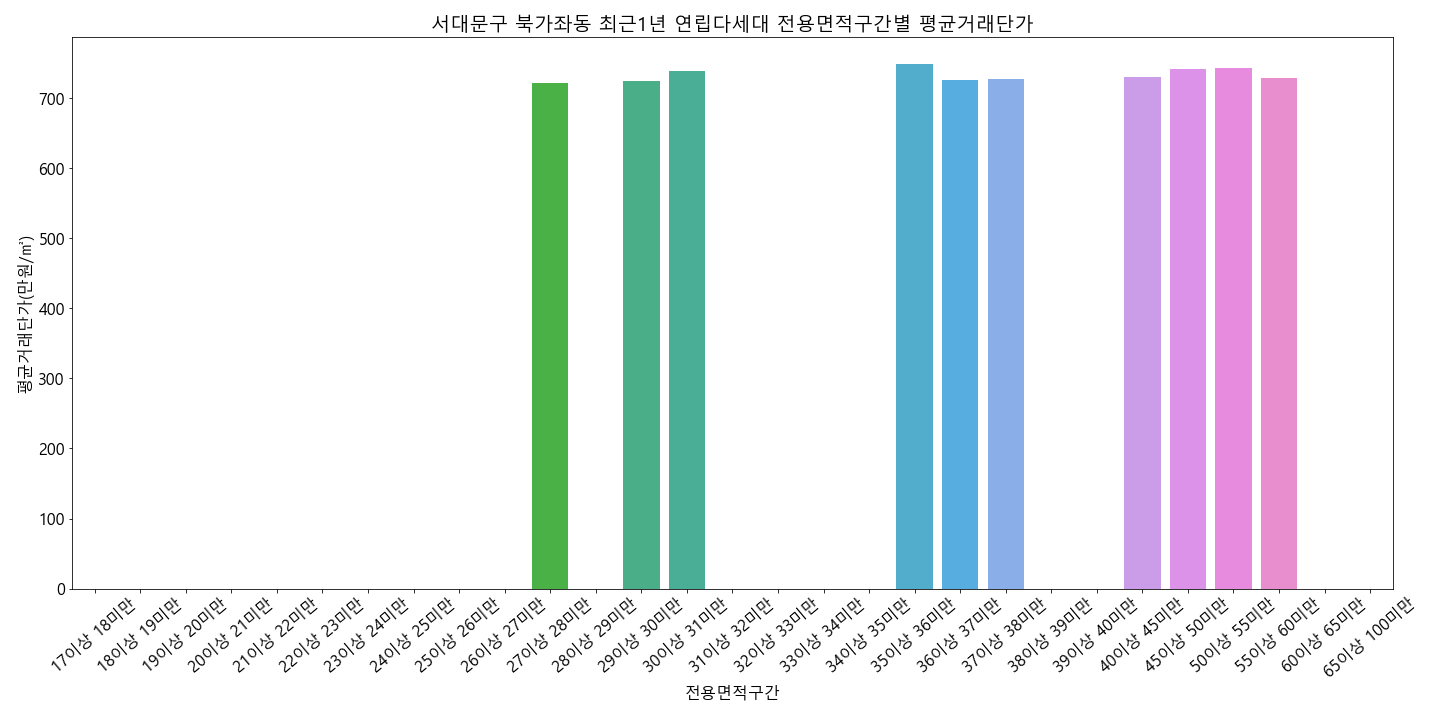 서대문구 북가좌동 최근1년 연립다세대 전용면적구간별 평균거래단가
평균거래단가(만원/㎡)
700
600
500
400
300
200
100
0
17이상 18미만
18이상 19미만
19이상 20미만
20이상 21미만
21이상 22미만
22이상 23미만
23이상 24미만
24이상 25미만
25이상 26미만
26이상 27미만
27이상 28미만
28이상 29미만
29이상 30미만
30이상 31미만
31이상 32미만
32이상 33미만
33이상 34미만
34이상 35미만
35이상 36미만
36이상 37미만
37이상 38미만
38이상 39미만
39이상 40미만
40이상 45미만
45이상 50미만
50이상 55미만
55이상 60미만
60이상 65미만
65이상 100미만
전용면적구간